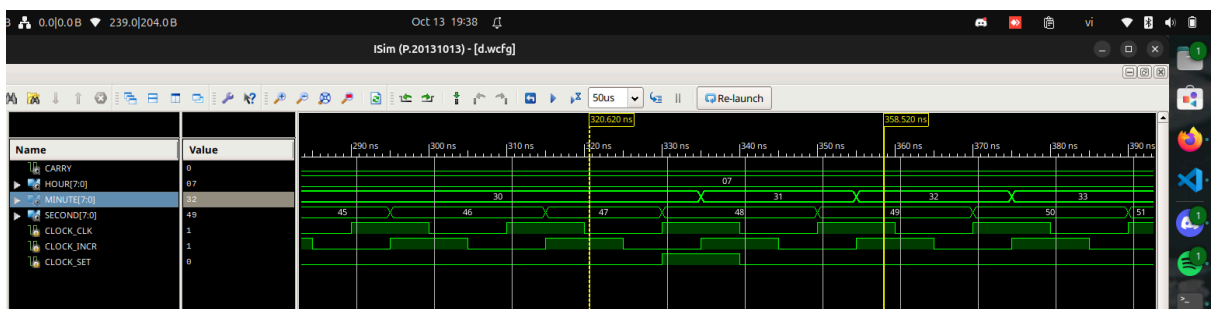 3 0.0|0.0B 239.0|204.0B Oct 13 19:38 vi
ISim (P.20131013) - [d.wcfg]
1
50us Re-launch
320.620 ns 358.520 ns
Name Value 290 ns 300 ns 310 ns 320 ns 330 ns 340 ns 350 ns 360 ns 370 ns 380 ns 390 ns
CARRY 0
HOUR[7:0] 07 07
MINUTE[7:0] 32 30 31 32 33
SECOND[7:0] 49 45 46 47 48 49 50 51
CLOCK_CLK 1
CLOCK_INCR 1
CLOCK_SET 0
1
1